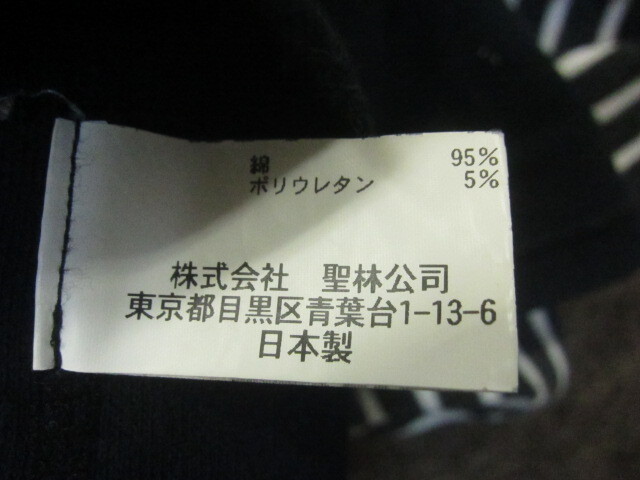 綿 95%
ポリウレタン 5%
株式会社 聖林公司
東京都目黒区青葉台1-13-6
日本製